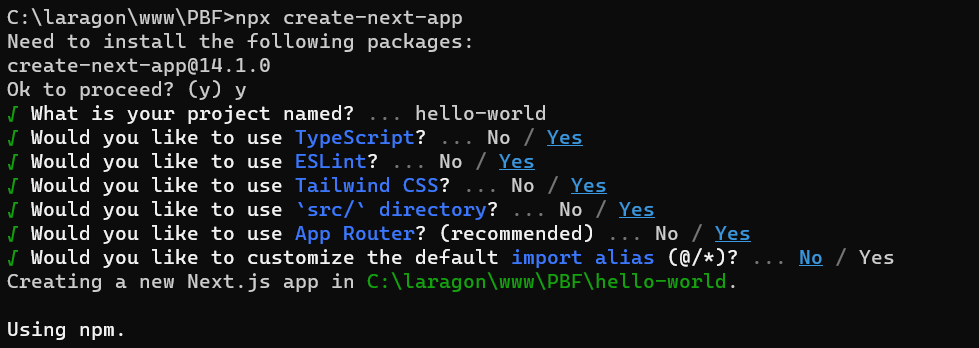 C:\laragon\www\PBF>npx create-next-app
Need to install the following packages:
create-next-app@14.1.0
Ok to proceed? (y) y
√ What is your project named? ... hello-world
√ Would you like to use TypeScript? ... No / Yes
√ Would you like to use ESLint? ... No / Yes
√ Would you like to use Tailwind CSS? ... No / Yes
√ Would you like to use `src/` directory? ... No / Yes
√ Would you like to use App Router? (recommended) ... No / Yes
√ Would you like to customize the default import alias (@/*)? ... No / Yes
Creating a new Next.js app in C:\laragon\www\PBF\hello-world.
Using npm.